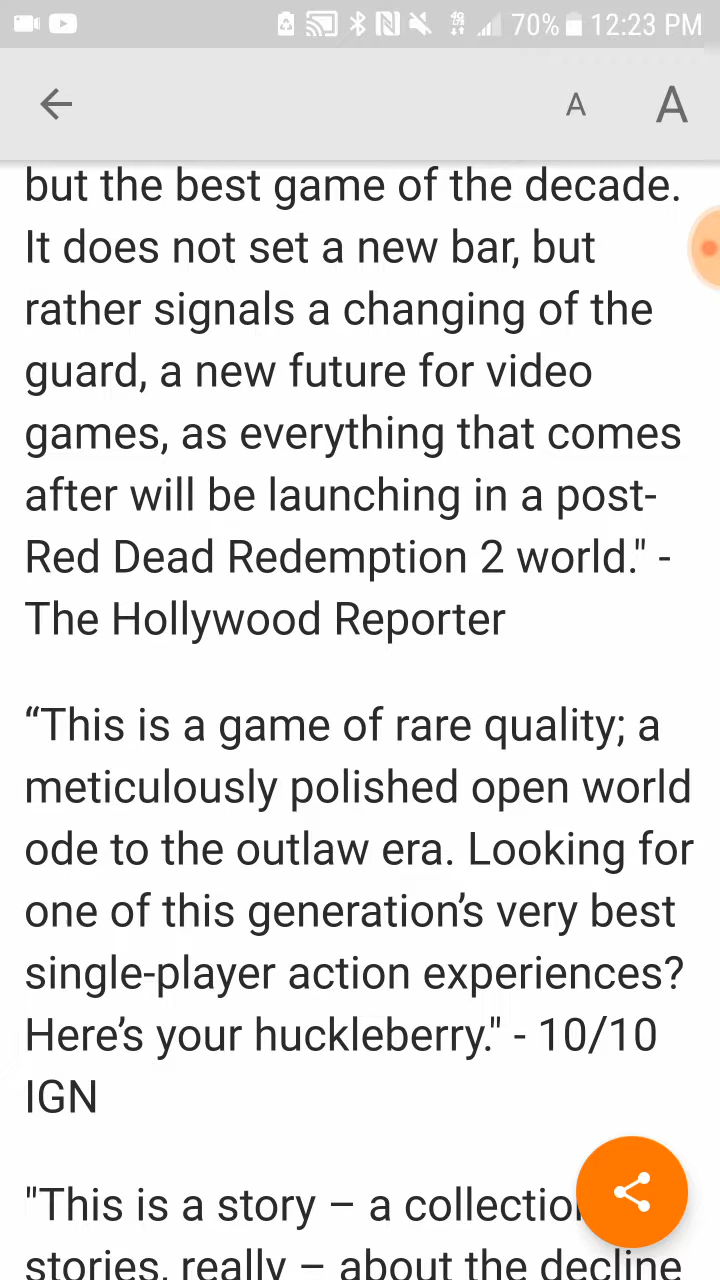 70% 12:23 PM
A A
but the best game of the decade.
It does not set a new bar, but
rather signals a changing of the
guard, a new future for video
games, as everything that comes
after will be launching in a post-
Red Dead Redemption 2 world." -
The Hollywood Reporter
“This is a game of rare quality; a
meticulously polished open world
ode to the outlaw era. Looking for
one of this generation’s very best
single-player action experiences?
Here’s your huckleberry." - 10/10
IGN
"This is a story – a
stories, really – about the decline